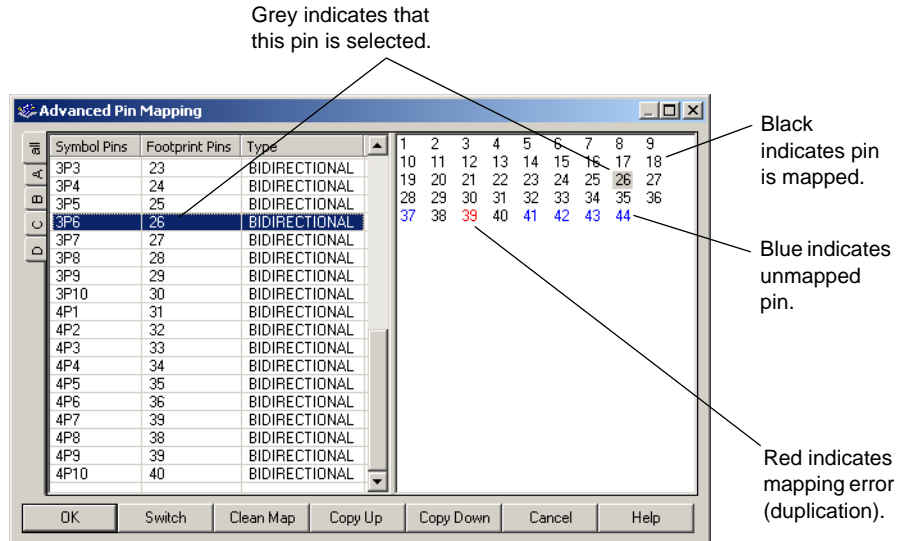 Grey indicates that
this pin is selected.
Advanced Pin Mapping
all
A
B
C
D
Symbol Pins Footprint Pins Type
3P3 23 BIDIRECTIONAL
3P4 24 BIDIRECTIONAL
3P5 25 BIDIRECTIONAL
3P6 26 BIDIRECTIONAL
3P7 27 BIDIRECTIONAL
3P8 28 BIDIRECTIONAL
3P9 29 BIDIRECTIONAL
3P10 30 BIDIRECTIONAL
4P1 31 BIDIRECTIONAL
4P2 32 BIDIRECTIONAL
4P3 33 BIDIRECTIONAL
4P4 34 BIDIRECTIONAL
4P5 35 BIDIRECTIONAL
4P6 36 BIDIRECTIONAL
4P7 39 BIDIRECTIONAL
4P8 38 BIDIRECTIONAL
4P9 39 BIDIRECTIONAL
4P10 40 BIDIRECTIONAL
1 2 3 4 5 6 7 8 9
10 11 12 13 14 15 16 17 18
19 20 21 22 23 24 25 26 27
28 29 30 31 32 33 34 35 36
37 38 39 40 41 42 43 44
Black
indicates pin
is mapped.
Blue indicates
unmapped
pin.
Red indicates
mapping error
(duplication).
OK Switch Clean Map Copy Up Copy Down Cancel Help